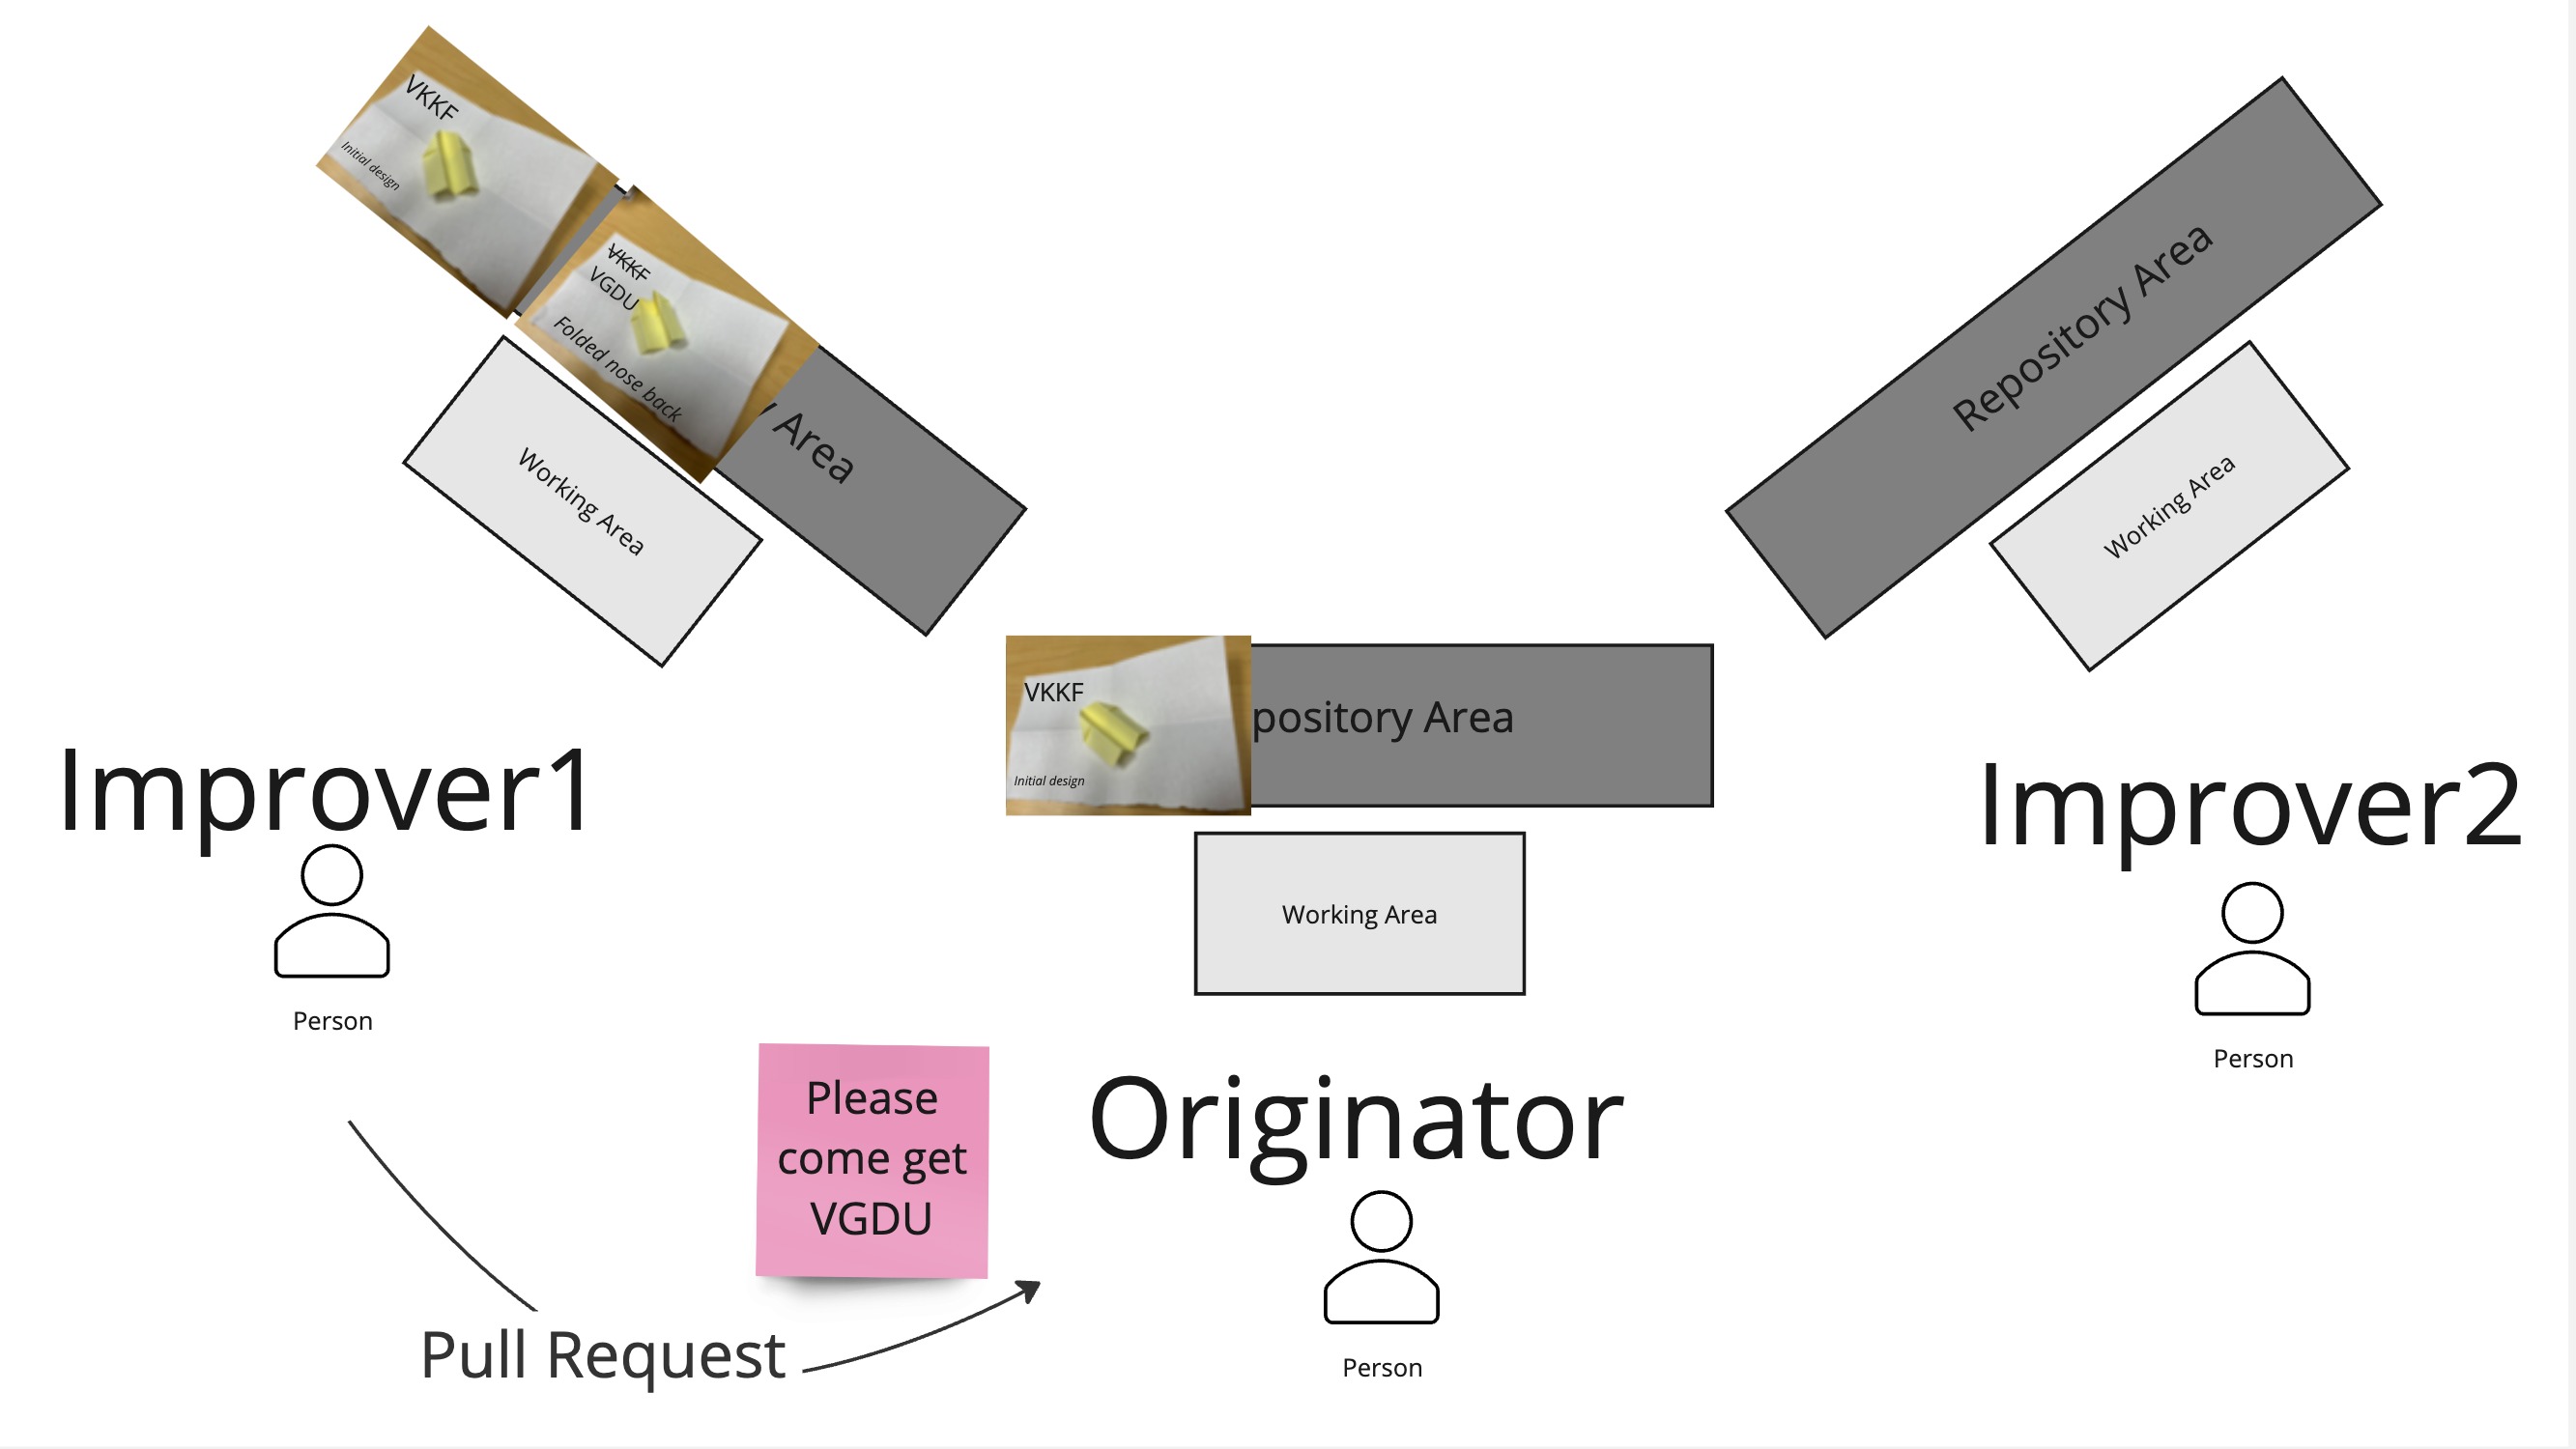 VKKF
Initial design
VKKF
VGDU
Folded nose back
y Area
Working Area
Repository Area
Working Area
VKKF
Initial design
pository Area
Working Area
Improver1
Person
Improver2
Person
Please
come get
VGDU
Originator
Person
Pull Request